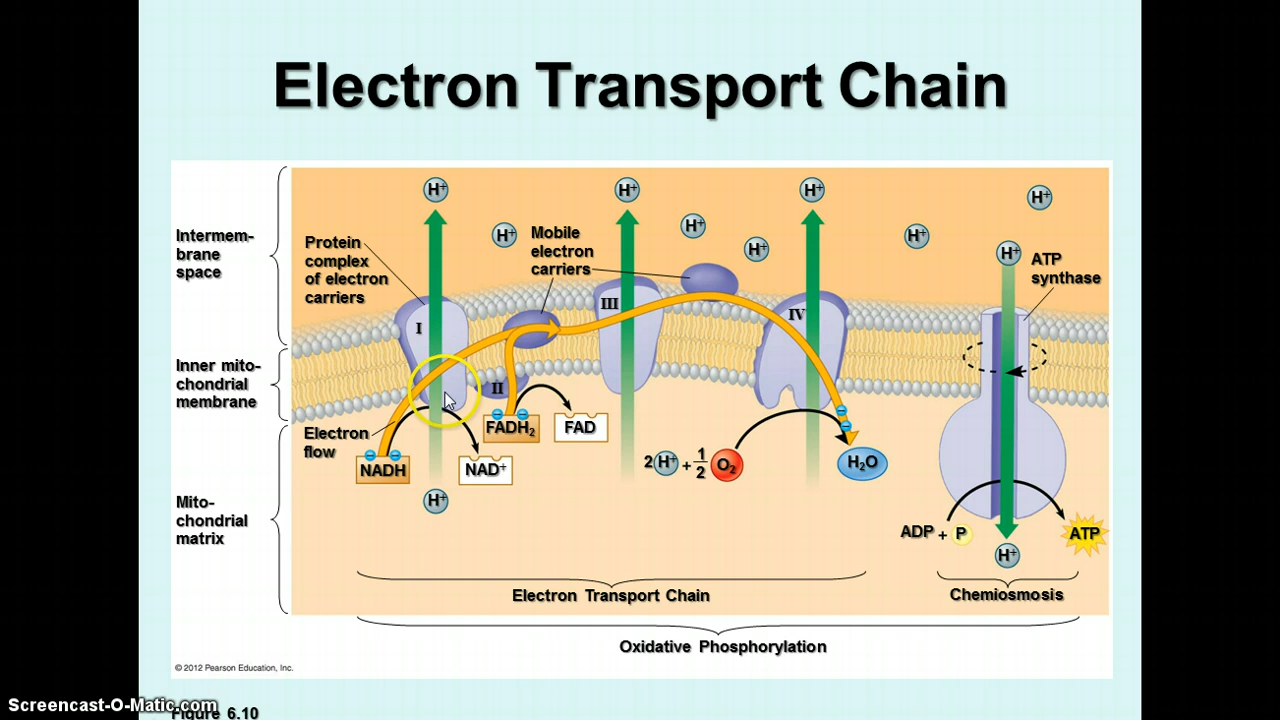 Electron Transport Chain
Intermem-
brane
space
Inner mito-
chondrial
membrane
Mito-
chondrial
matrix
Protein
complex
of electron
carriers
Mobile
electron
carriers
ATP
synthase
H+
H+
H+
H+
H+
H+
H+
H+
H+
I
II
III
IV
Electron
flow
NADH
NAD+
FADH2
FAD
2 H+ + 1/2 O2
H2O
H+
ADP + P
ATP
H+
Electron Transport Chain
Chemiosmosis
Oxidative Phosphorylation
© 2012 Pearson Education, Inc.
Screencast-O-Matic.com
Figure 6.10